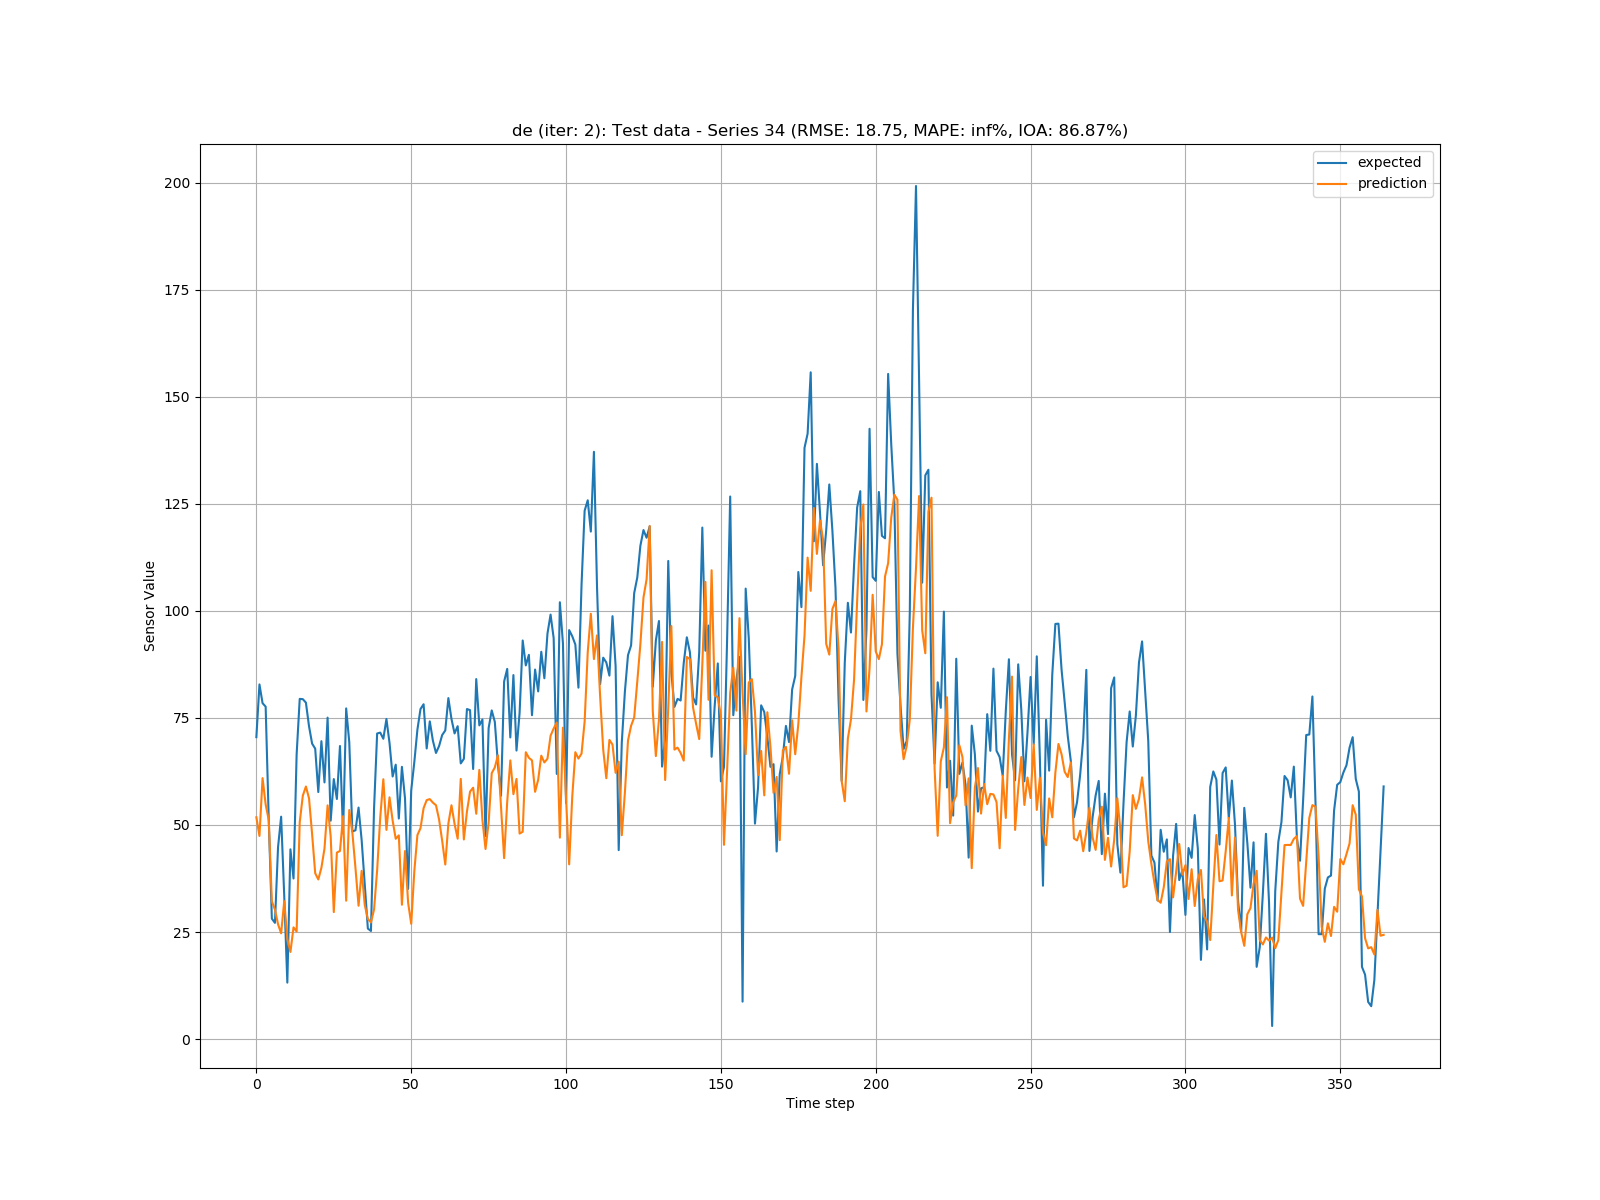 de (iter: 2): Test data - Series 34 (RMSE: 18.75, MAPE: inf%, IOA: 86.87%)
expected
prediction
200
175
150
125
100
75
50
25
0
Sensor Value
0 50 100 150 200 250 300 350
Time step